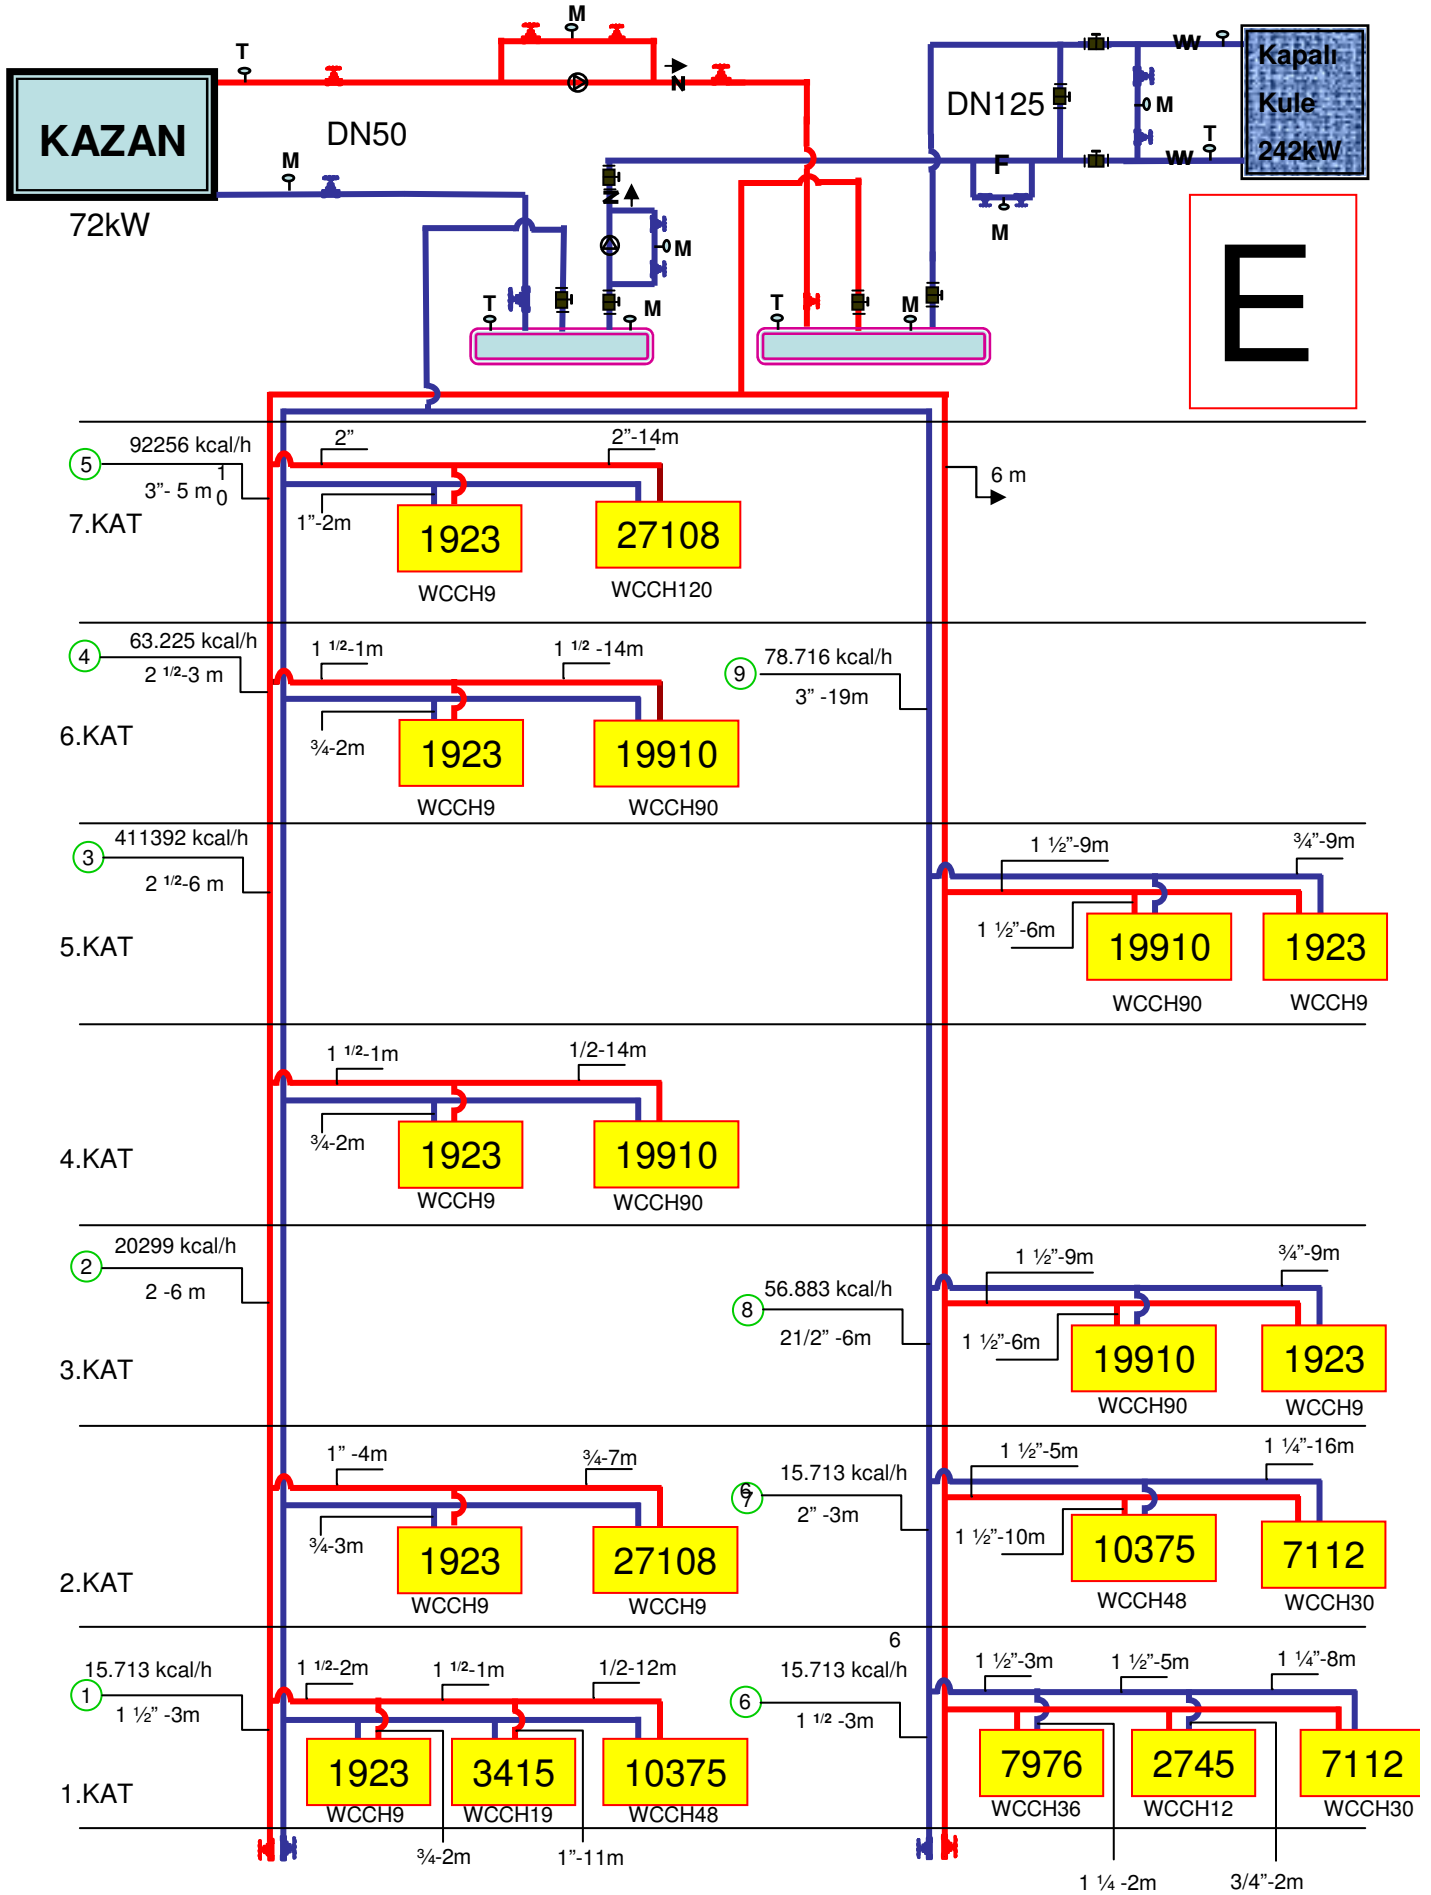 M
T
M
DN50
KAZAN
72kW
N
DN125
Kapalı
Kule
242kW
M
T
F
M
N
M
T
M
T
M
E
92256 kcal/h
5
3”- 5 m
1
0
7.KAT
2”
2”-14m
1”-2m
1923
27108
WCCH9
WCCH120
6 m
63.225 kcal/h
4
2 1/2-3 m
6.KAT
1 1/2-1m
1 1/2 -14m
¾-2m
1923
19910
WCCH9
WCCH90
9
78.716 kcal/h
3” -19m
411392 kcal/h
3
2 1/2-6 m
5.KAT
1 ½”-9m
¾”-9m
1 ½”-6m
19910
1923
WCCH90
WCCH9
1 1/2-1m
1/2-14m
¾-2m
4.KAT
1923
19910
WCCH9
WCCH90
20299 kcal/h
2
2 -6 m
3.KAT
56.883 kcal/h
8
21/2” -6m
1 ½”-9m
¾”-9m
1 ½”-6m
19910
1923
WCCH90
WCCH9
1” -4m
¾-7m
¾-3m
2.KAT
1923
27108
WCCH9
WCCH9
15.713 kcal/h
6
7
2” -3m
1 ½”-5m
1 ¼”-16m
1 ½”-10m
10375
7112
WCCH48
WCCH30
15.713 kcal/h
1
1 ½” -3m
1.KAT
1 1/2-2m
1 1/2-1m
1/2-12m
1923
3415
10375
WCCH9
WCCH19
WCCH48
¾-2m
1”-11m
6
15.713 kcal/h
6
1 1/2 -3m
1 ½”-3m
1 ½”-5m
1 ¼”-8m
7976
2745
7112
WCCH36
WCCH12
WCCH30
1 ¼ -2m
3/4”-2m